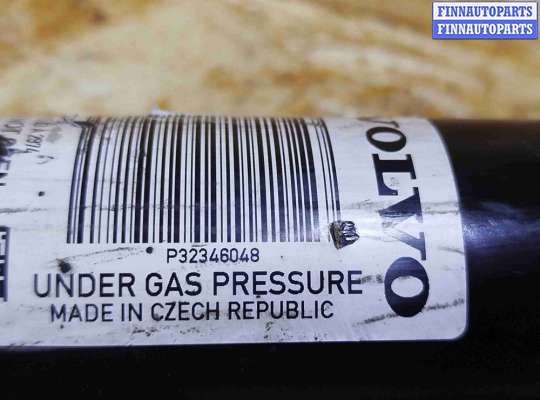 FINNAUTOPARTS
FINNAUTOPARTS
P32346048
UNDER GAS PRESSURE
MADE IN CZECH REPUBLIC
VOLVO